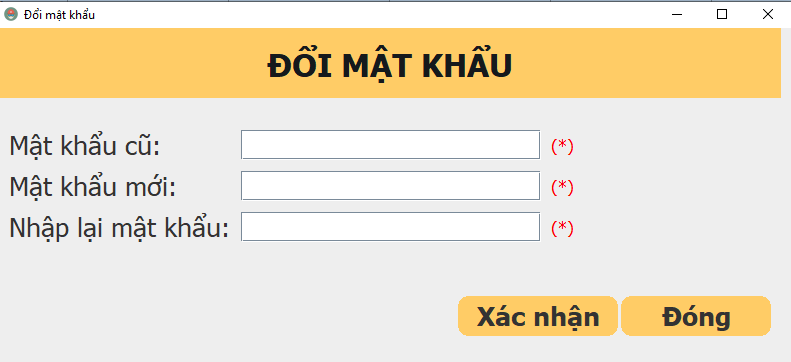 Đổi mật khẩu
ĐỔI MẬT KHẨU
Mật khẩu cũ: (*)
Mật khẩu mới: (*)
Nhập lại mật khẩu: (*)
Xác nhận Đóng